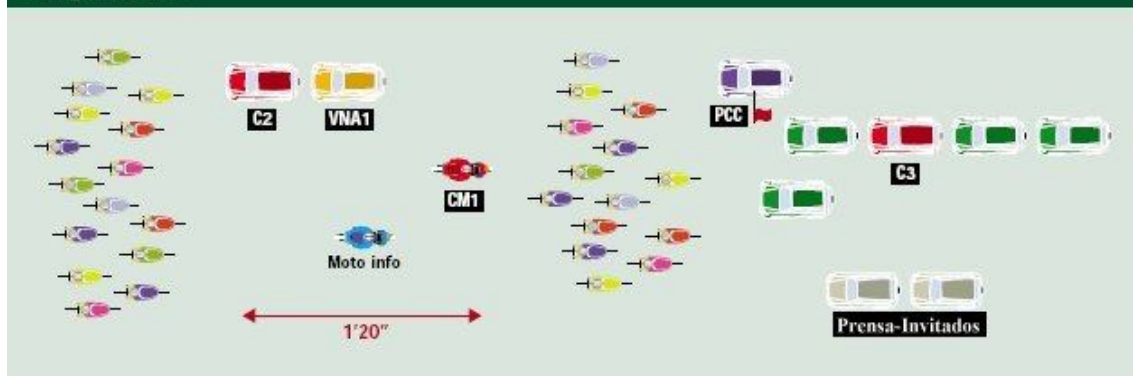 C2
VNA1
PCC
C3
CM1
Moto info
1'20"
Prensa-Invitados